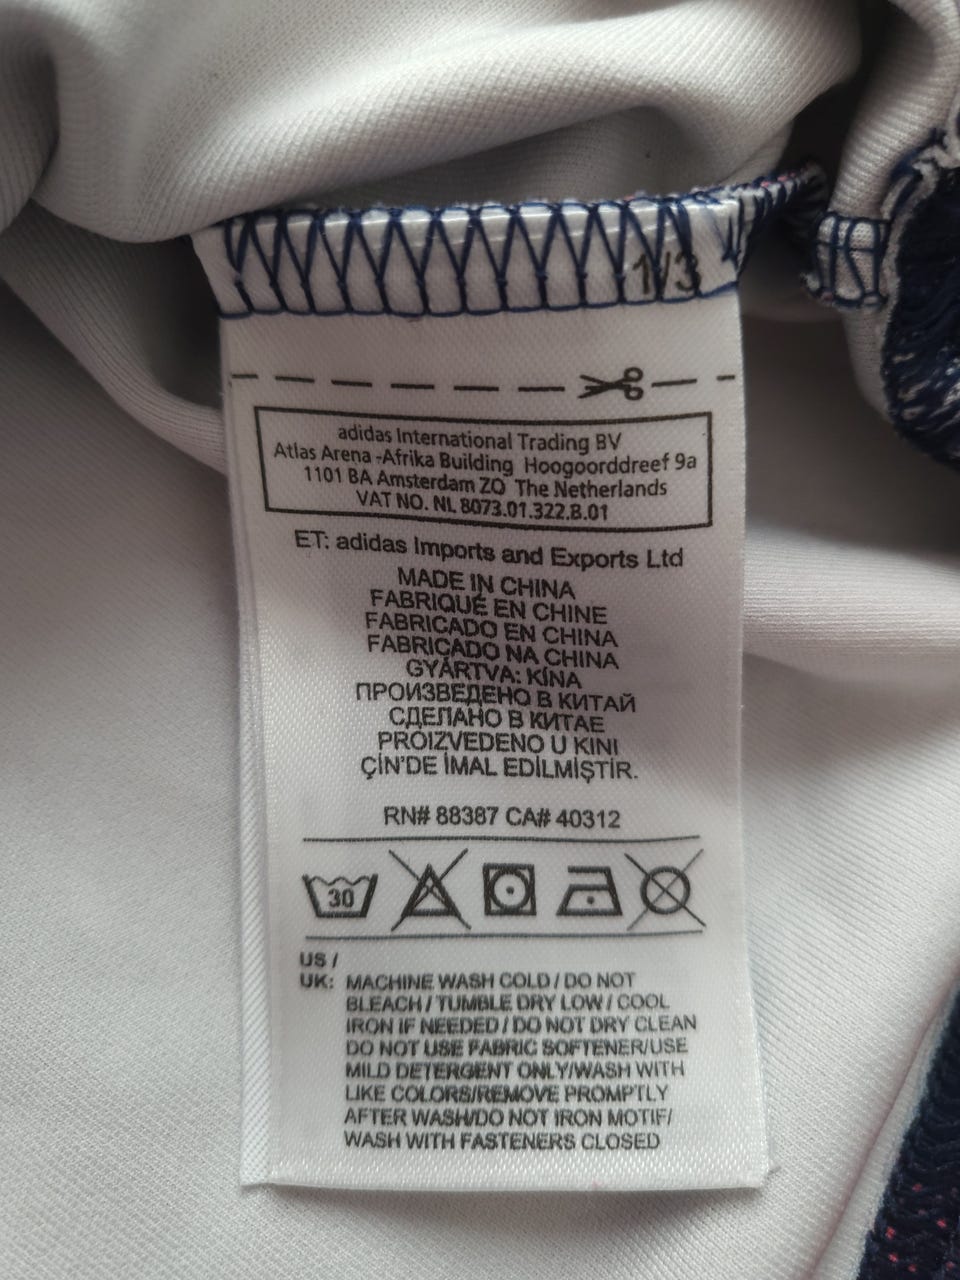 1/3
adidas International Trading BV
Atlas Arena -Afrika Building Hoogoorddreef 9a
1101 BA Amsterdam ZO The Netherlands
VAT NO. NL 8073.01.322.B.01
ET: adidas Imports and Exports Ltd
MADE IN CHINA
FABRIQUÉ EN CHINE
FABRICADO EN CHINA
FABRICADO NA CHINA
GYÁRTVA: KÍNA
ПРОИЗВЕДЕНО В КИТАЙ
СДЕЛАНО В КИТАЕ
PROIZVEDENO U KINI
ÇİN'DE İMAL EDİLMİŞTİR.
RN# 88387 CA# 40312
30
US /
UK: MACHINE WASH COLD / DO NOT
BLEACH / TUMBLE DRY LOW / COOL
IRON IF NEEDED / DO NOT DRY CLEAN
DO NOT USE FABRIC SOFTENER/USE
MILD DETERGENT ONLY/WASH WITH
LIKE COLORS/REMOVE PROMPTLY
AFTER WASH/DO NOT IRON MOTIF/
WASH WITH FASTENERS CLOSED